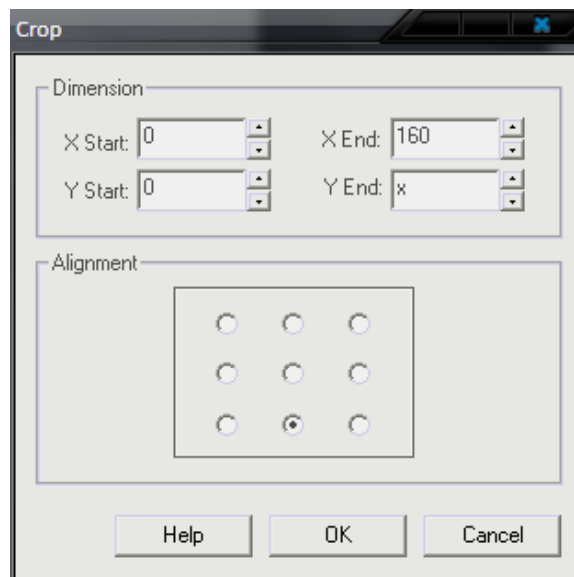 Crop
Dimension
X Start: 0 X End: 160
Y Start: 0 Y End: x
Alignment
Help OK Cancel